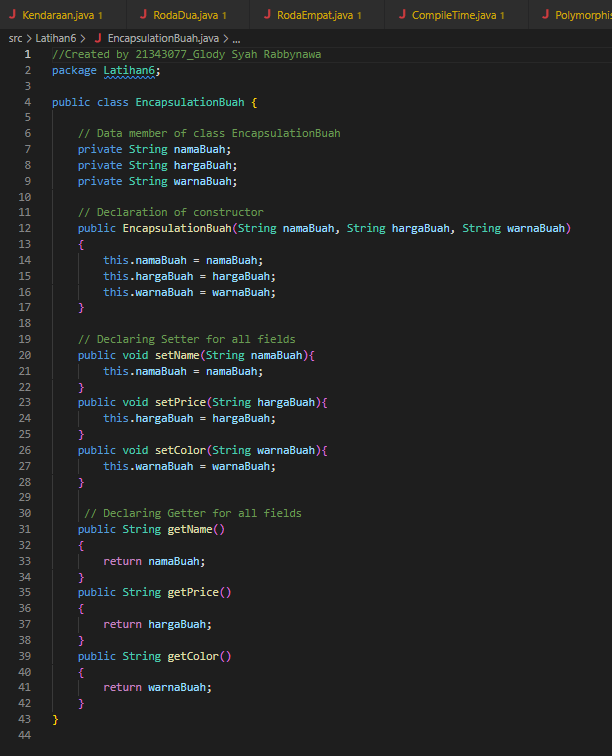 Kendaraan.java 1 RodaDua.java 1 RodaEmpat.java 1 CompileTime.java 1 Polymorphis
src > Latihan6 > EncapsulationBuah.java > ...
1 //Created by 21343077_Glody Syah Rabbynawa
2 package Latihan6;
3
4 public class EncapsulationBuah {
5
6 // Data member of class EncapsulationBuah
7 private String namaBuah;
8 private String hargaBuah;
9 private String warnaBuah;
10
11 // Declaration of constructor
12 public EncapsulationBuah(String namaBuah, String hargaBuah, String warnaBuah)
13 {
14 this.namaBuah = namaBuah;
15 this.hargaBuah = hargaBuah;
16 this.warnaBuah = warnaBuah;
17 }
18
19 // Declaring Setter for all fields
20 public void setName(String namaBuah){
21 this.namaBuah = namaBuah;
22 }
23 public void setPrice(String hargaBuah){
24 this.hargaBuah = hargaBuah;
25 }
26 public void setColor(String warnaBuah){
27 this.warnaBuah = warnaBuah;
28 }
29
30 // Declaring Getter for all fields
31 public String getName()
32 {
33 return namaBuah;
34 }
35 public String getPrice()
36 {
37 return hargaBuah;
38 }
39 public String getColor()
40 {
41 return warnaBuah;
42 }
43 }
44